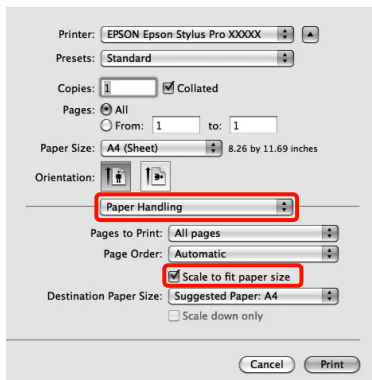 Printer: EPSON Epson Stylus Pro XXXXX
Presets: Standard
Copies: 1 Collated
Pages: All
From: 1 to: 1
Paper Size: A4 (Sheet) 8.26 by 11.69 inches
Orientation:
Paper Handling
Pages to Print: All pages
Page Order: Automatic
Scale to fit paper size
Destination Paper Size: Suggested Paper: A4
Scale down only
Cancel Print